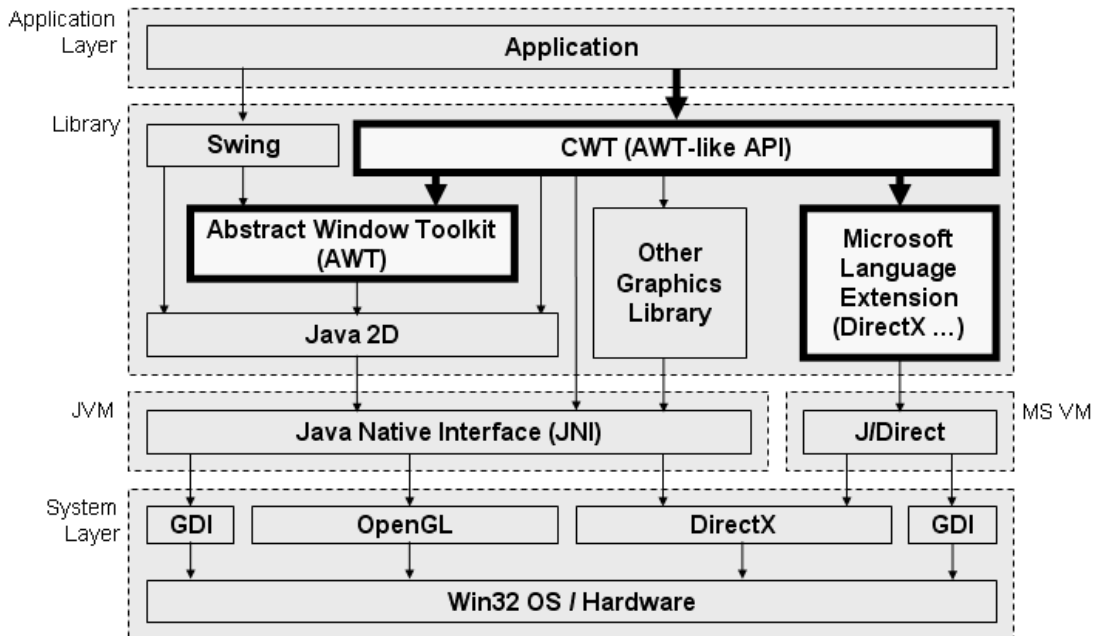 Application
Layer
Application
Library
Swing
CWT (AWT-like API)
Abstract Window Toolkit
(AWT)
Other
Graphics
Library
Microsoft
Language
Extension
(DirectX ...)
Java 2D
JVM
Java Native Interface (JNI)
J/Direct
MS VM
System
Layer
GDI
OpenGL
DirectX
GDI
Win32 OS / Hardware